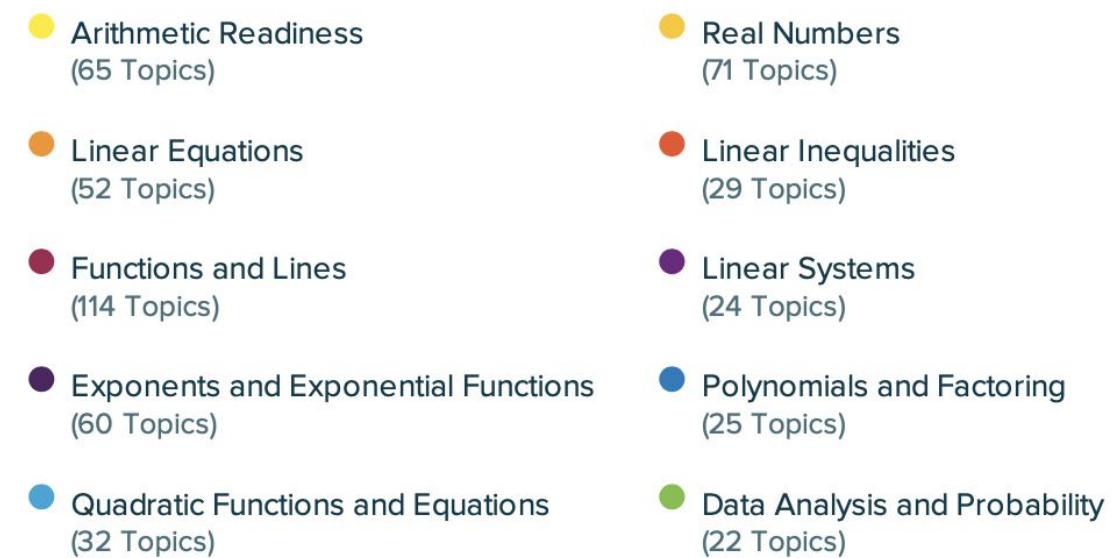 Arithmetic Readiness
(65 Topics)
Real Numbers
(71 Topics)
Linear Equations
(52 Topics)
Linear Inequalities
(29 Topics)
Functions and Lines
(114 Topics)
Linear Systems
(24 Topics)
Exponents and Exponential Functions
(60 Topics)
Polynomials and Factoring
(25 Topics)
Quadratic Functions and Equations
(32 Topics)
Data Analysis and Probability
(22 Topics)